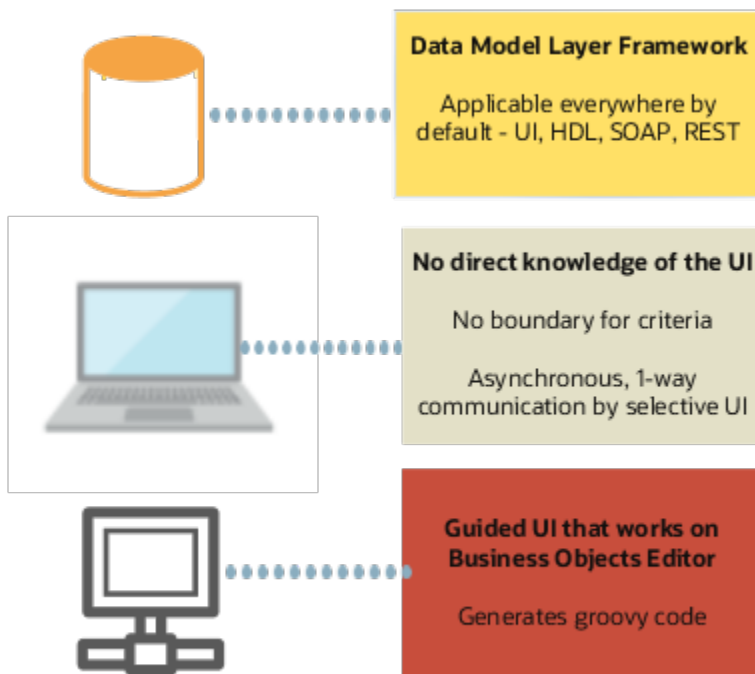 Data Model Layer Framework
Applicable everywhere by
default - UI, HDL, SOAP, REST
No direct knowledge of the UI
No boundary for criteria
Asynchronous, 1-way
communication by selective UI
Guided UI that works on
Business Objects Editor
Generates groovy code